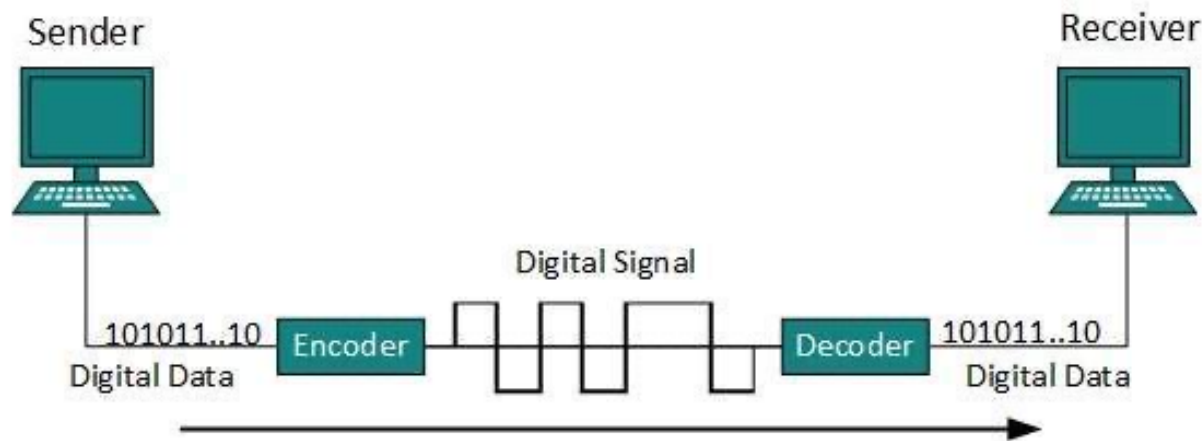 Sender
Receiver
Digital Signal
101011..10
Encoder
Decoder
101011..10
Digital Data
Digital Data